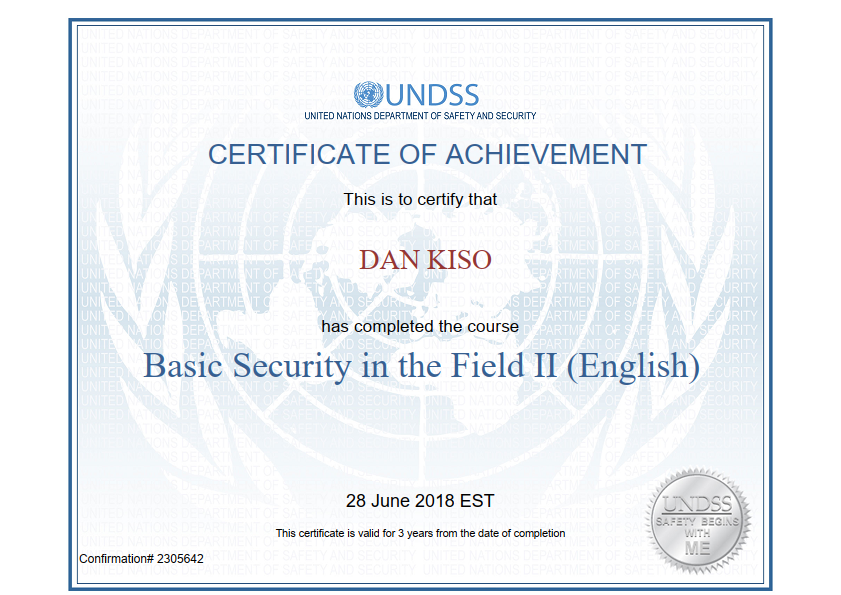 UNDSS
UNITED NATIONS DEPARTMENT OF SAFETY AND SECURITY
CERTIFICATE OF ACHIEVEMENT
This is to certify that
DAN KISO
has completed the course
Basic Security in the Field II (English)
28 June 2018 EST
This certificate is valid for 3 years from the date of completion
Confirmation# 2305642
UNDSS
SAFETY BEGINS
WITH
ME